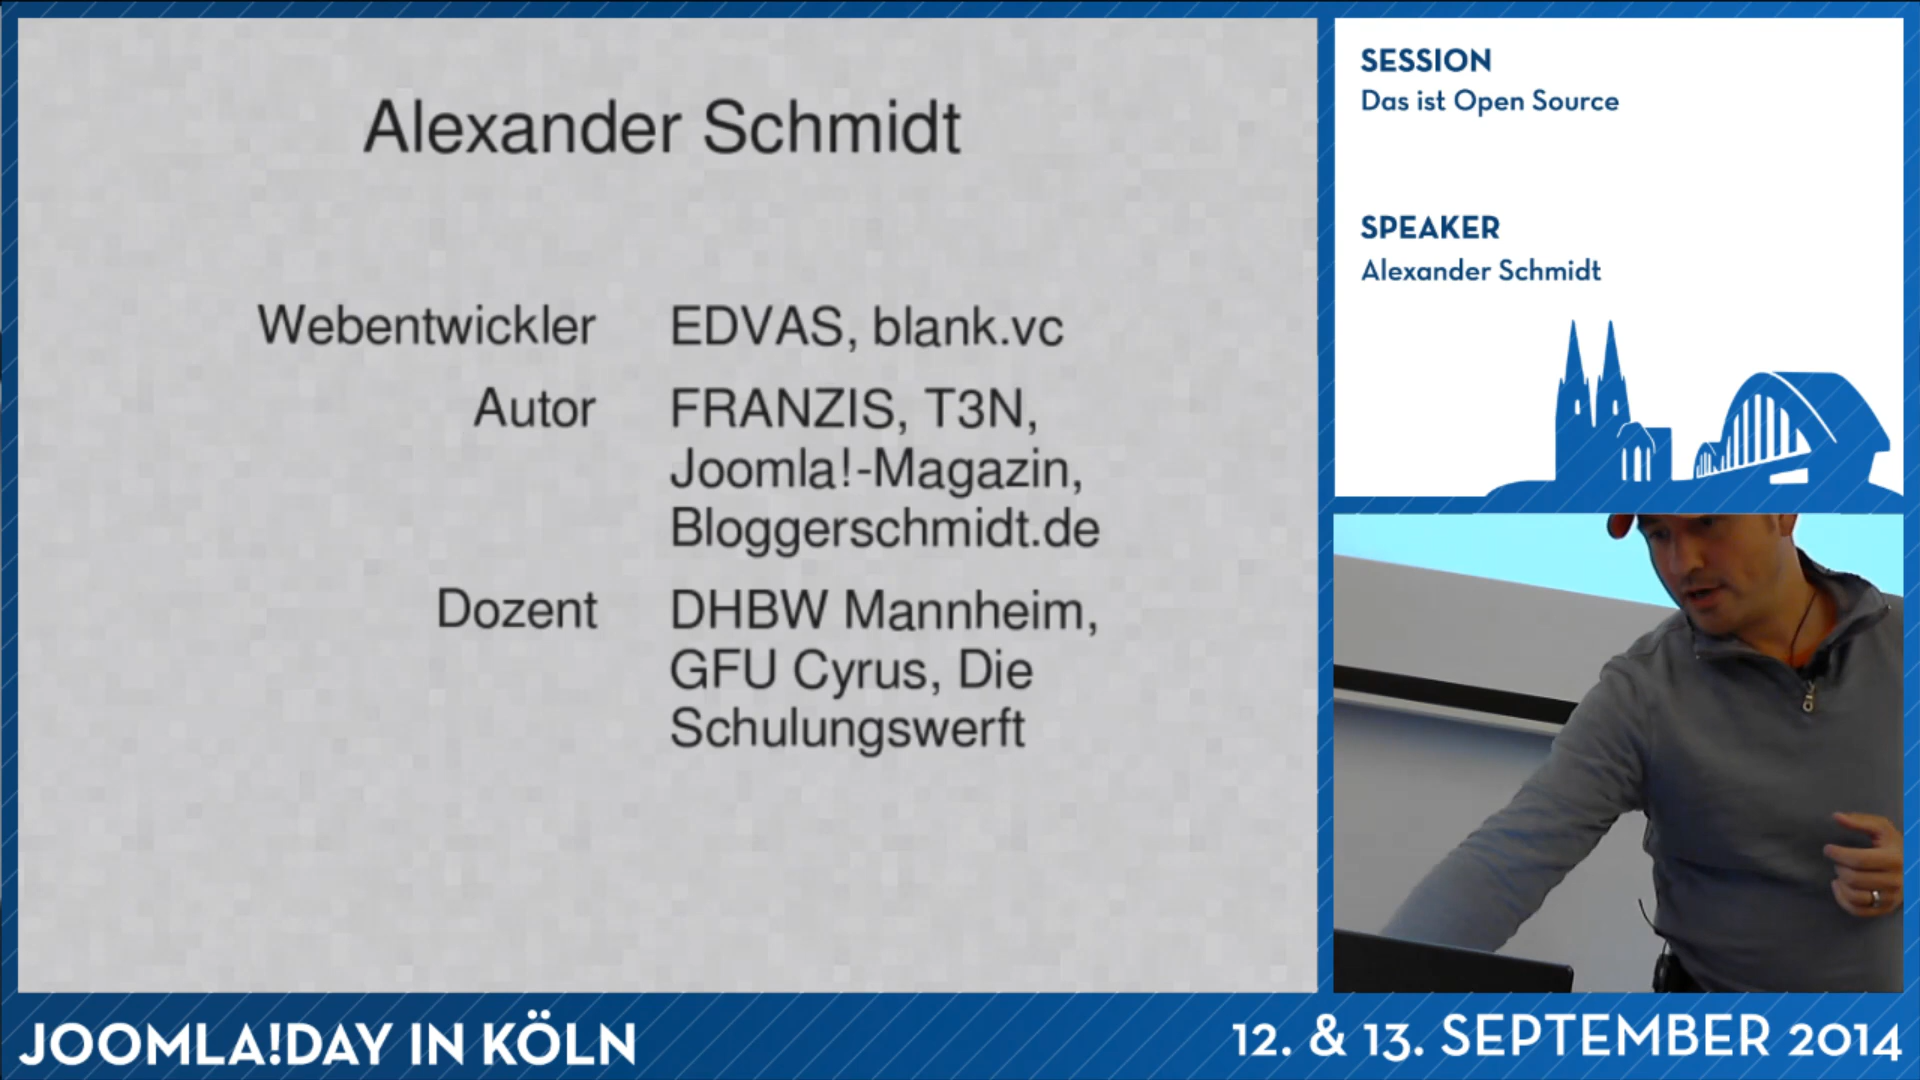 Alexander Schmidt
Webentwickler EDVAS, blank.vc
Autor FRANZIS, T3N,
Joomla!-Magazin,
Bloggerschmidt.de
Dozent DHBW Mannheim,
GFU Cyrus, Die
Schulungswerft
SESSION
Das ist Open Source
SPEAKER
Alexander Schmidt
JOOMLA!DAY IN KÖLN
12. & 13. SEPTEMBER 2014